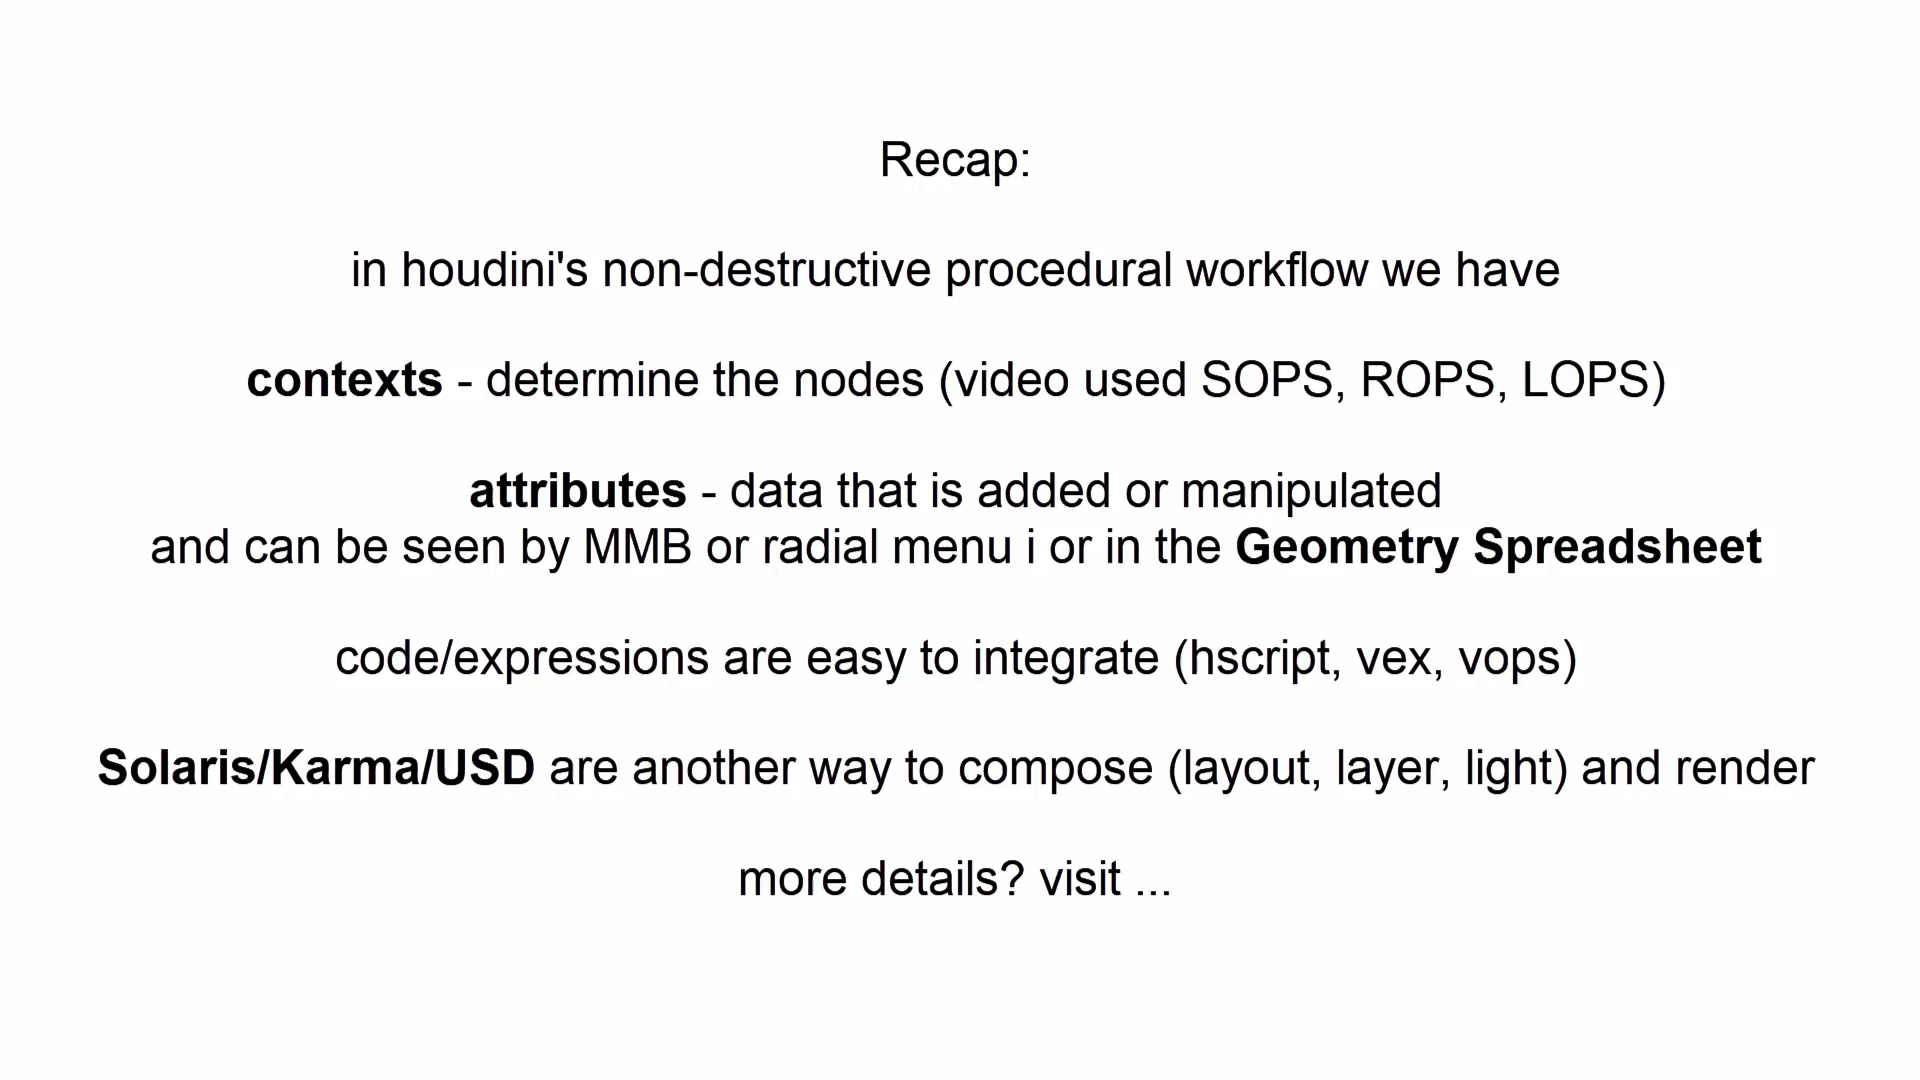 Recap:
in houdini's non-destructive procedural workflow we have
contexts - determine the nodes (video used SOPS, ROPS, LOPS)
attributes - data that is added or manipulated
and can be seen by MMB or radial menu i or in the Geometry Spreadsheet
code/expressions are easy to integrate (hscript, vex, vops)
Solaris/Karma/USD are another way to compose (layout, layer, light) and render
more details? visit ...